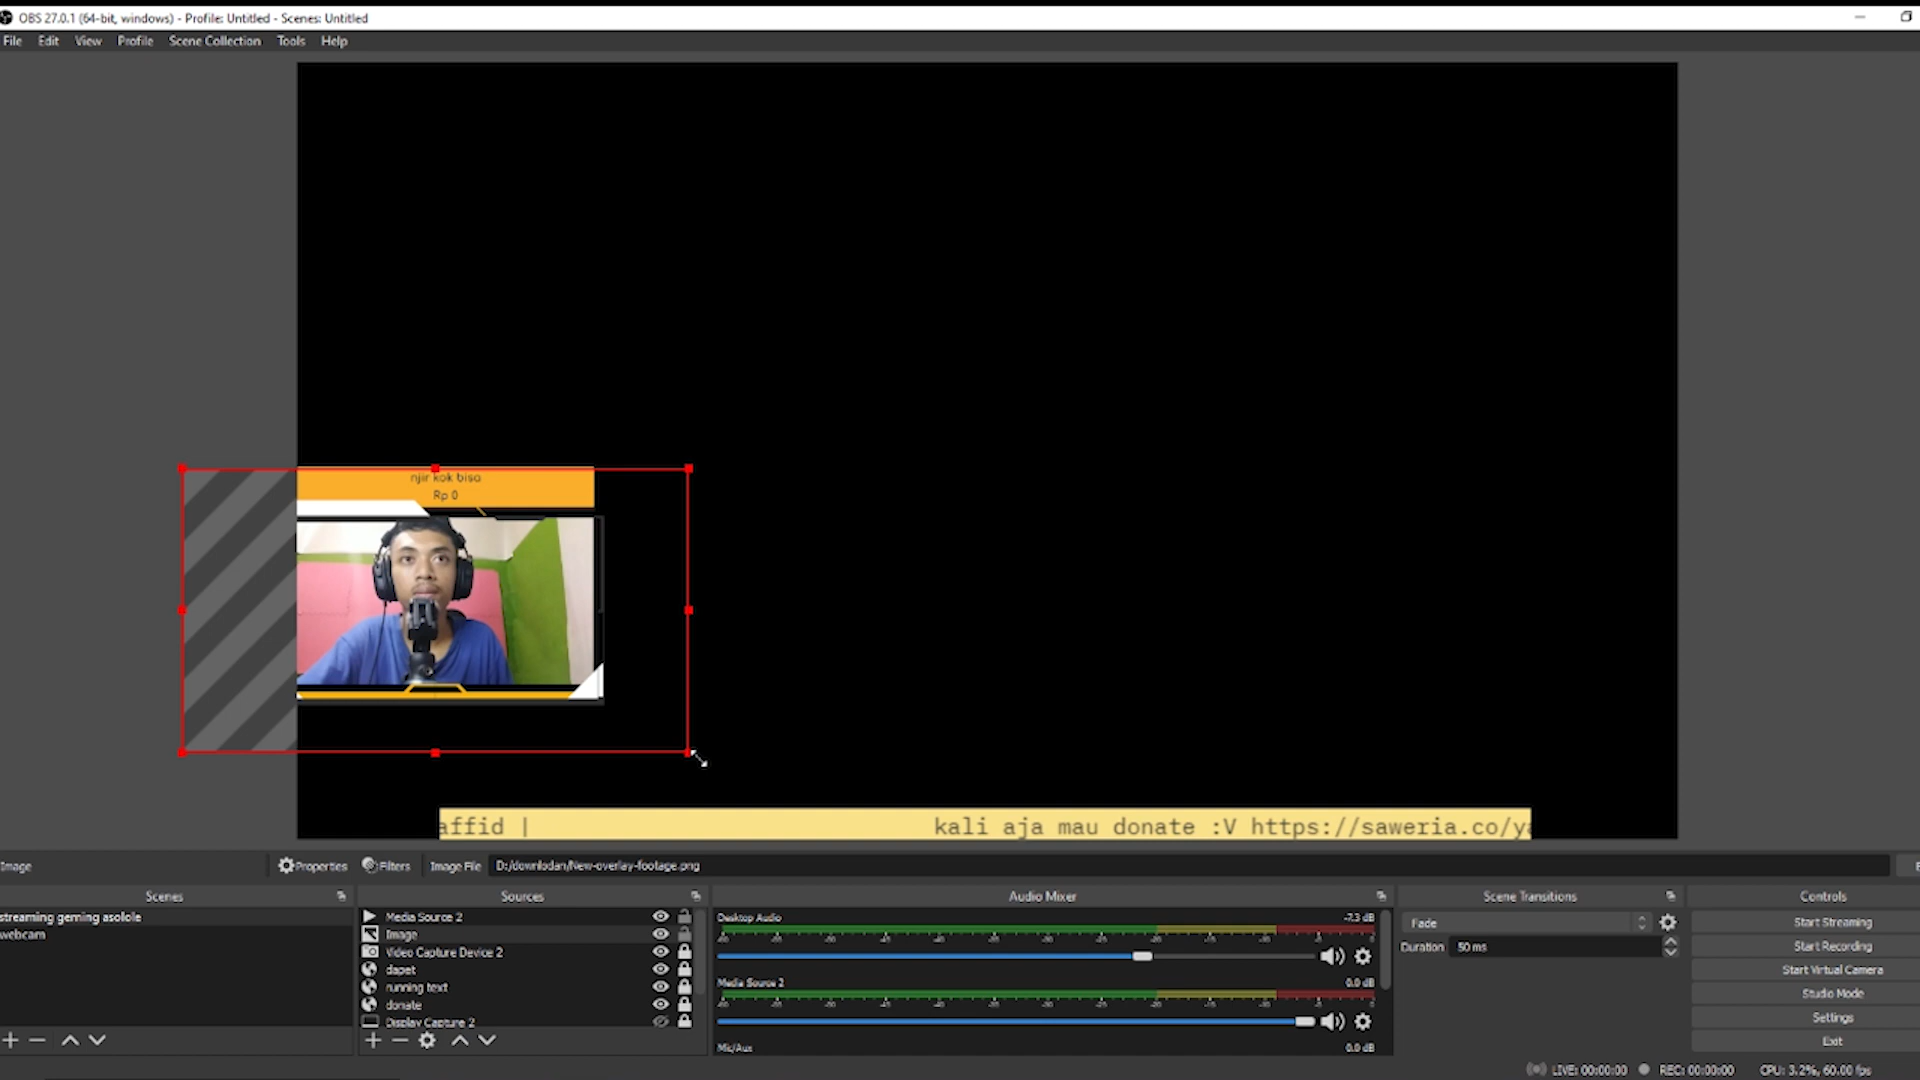 OBS 27.0.1 (64-bit, windows) - Profile: Untitled - Scenes: Untitled
File Edit View Profile Scene Collection Tools Help
njir kok bisa
Rp 0
affid | kali aja mau donate :V https://saweria.co/ya
Image Properties Filters Image File D:/downlodan/New-overlay-footage.png
Scenes Sources Audio Mixer Scene Transitions Controls
streaming geming asolole
webcam
Media Source 2
Image
Video Capture Device 2
dapet
running text
donate
Display Capture 2
Desktop Audio -7.3 dB
Media Source 2 0.0 dB
Mic/Aux 0.0 dB
Fade
Duration 50 ms
Start Streaming
Start Recording
Start Virtual Camera
Studio Mode
Settings
Exit
LIVE: 00:00:00 REC: 00:00:00 CPU: 3.2%, 60.00 fps